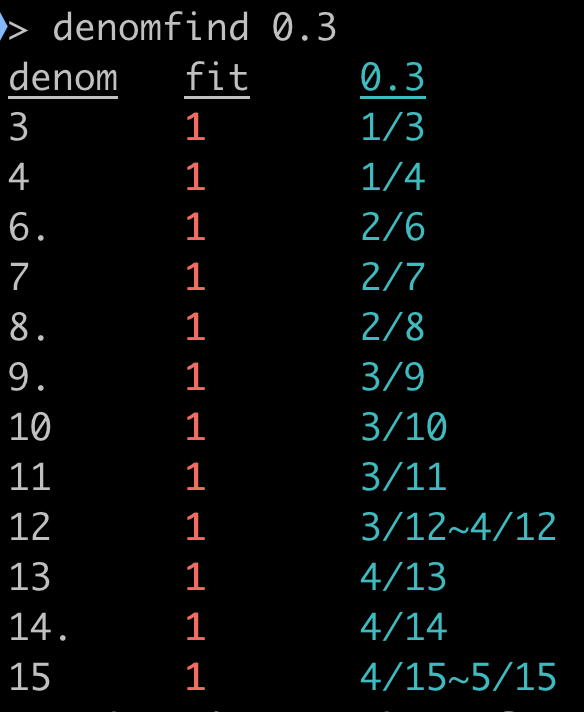 > denomfind 0.3
denom fit 0.3
3 1 1/3
4 1 1/4
6. 1 2/6
7 1 2/7
8. 1 2/8
9. 1 3/9
10 1 3/10
11 1 3/11
12 1 3/12~4/12
13 1 4/13
14. 1 4/14
15 1 4/15~5/15